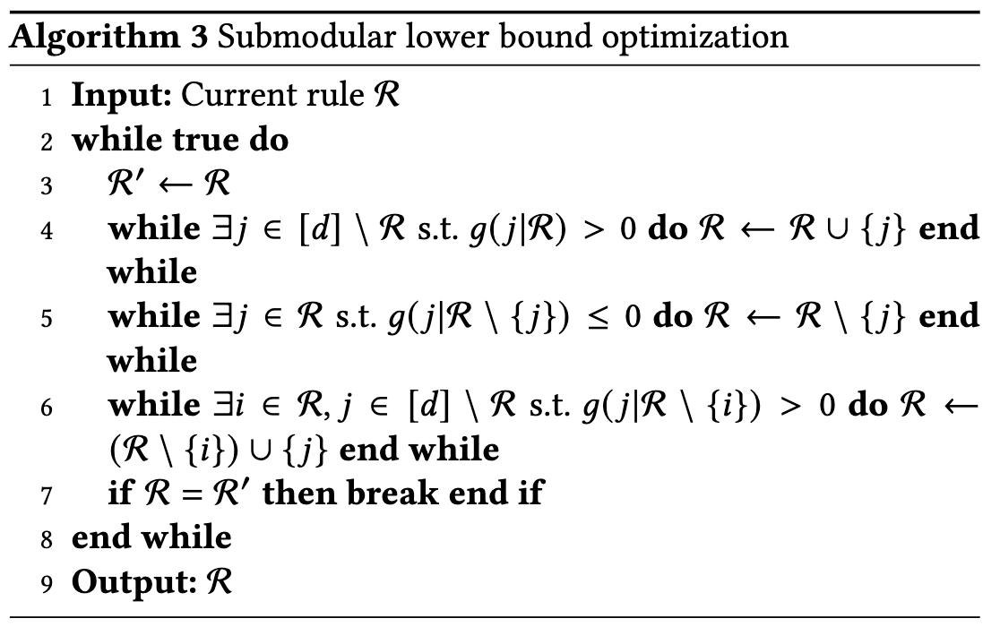 Algorithm 3 Submodular lower bound optimization
1 Input: Current rule ℛ
2 while true do
3 ℛ′ ← ℛ
4 while ∃j ∈ [d] \ ℛ s.t. g(j|ℛ) > 0 do ℛ ← ℛ ∪ {j} end
while
5 while ∃j ∈ ℛ s.t. g(j|ℛ \ {j}) ≤ 0 do ℛ ← ℛ \ {j} end
while
6 while ∃i ∈ ℛ, j ∈ [d] \ ℛ s.t. g(j|ℛ \ {i}) > 0 do ℛ ←
(ℛ \ {i}) ∪ {j} end while
7 if ℛ = ℛ′ then break end if
8 end while
9 Output: ℛ